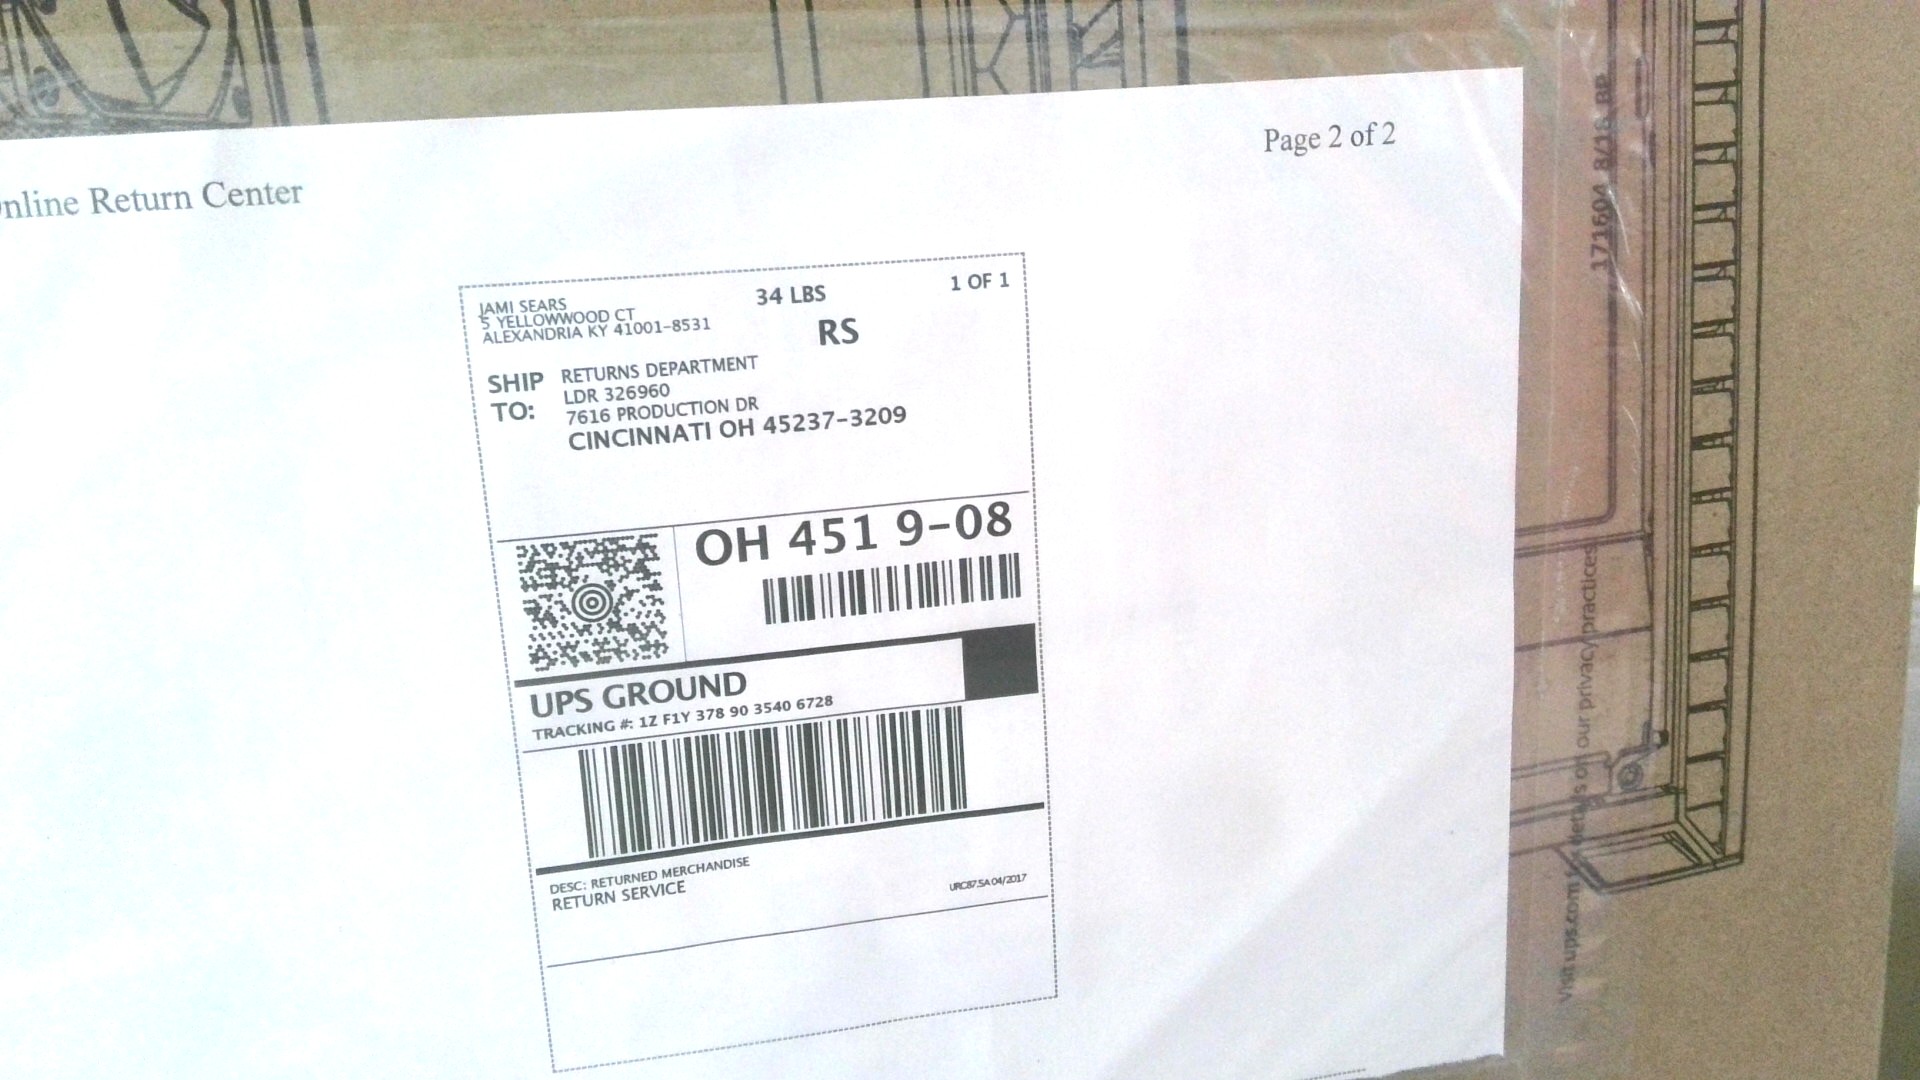 nline Return Center
Page 2 of 2
JAMI SEARS
5 YELLOWWOOD CT
ALEXANDRIA KY 41001-8531
34 LBS
1 OF 1
RS
SHIP TO:
RETURNS DEPARTMENT
LDR 326960
7616 PRODUCTION DR
CINCINNATI OH 45237-3209
OH 451 9-08
UPS GROUND
TRACKING #: 1Z F1Y 378 90 3540 6728
DESC: RETURNED MERCHANDISE
RETURN SERVICE
URC87.5A 04/2017
171604 8/16 RP
Visit ups.com for details on our privacy practices